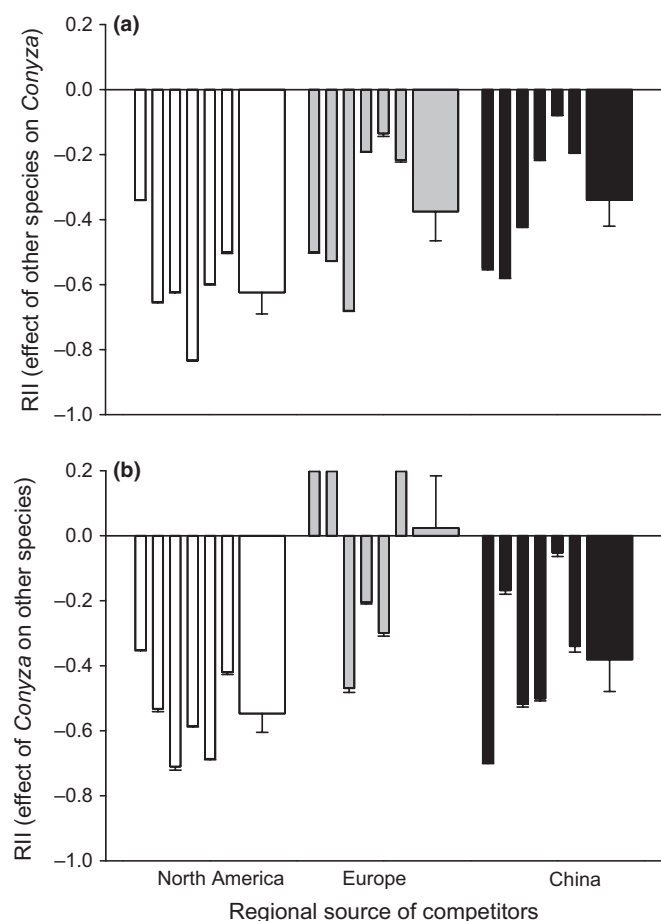 (a)
RII (effect of other species on Conyza)
0.2
0.0
–0.2
–0.4
–0.6
–0.8
–1.0
(b)
RII (effect of Conyza on other species)
0.2
0.0
–0.2
–0.4
–0.6
–0.8
–1.0
North America Europe China
Regional source of competitors